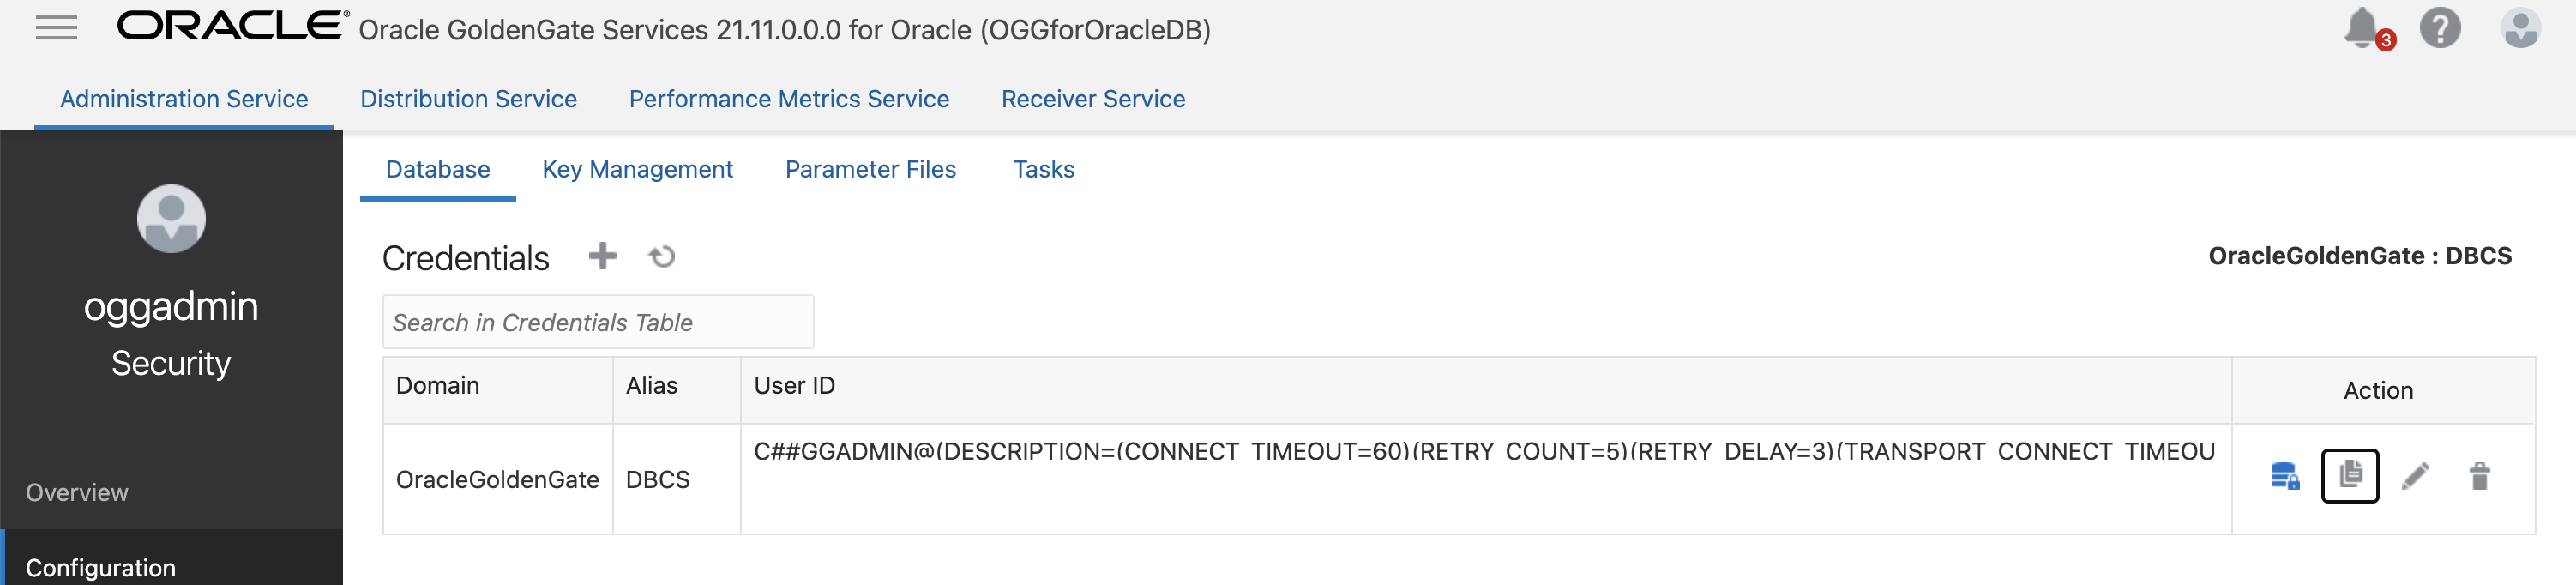 ORACLE® Oracle GoldenGate Services 21.11.0.0.0 for Oracle (OGGforOracleDB)
3
?
Administration Service Distribution Service Performance Metrics Service Receiver Service
Database Key Management Parameter Files Tasks
oggadmin
Security
Overview
Configuration
Credentials
OracleGoldenGate : DBCS
Search in Credentials Table
Domain Alias User ID Action
OracleGoldenGate DBCS C##GGADMIN@(DESCRIPTION=(CONNECT_TIMEOUT=60)(RETRY_COUNT=5)(RETRY_DELAY=3)(TRANSPORT_CONNECT_TIMEOU